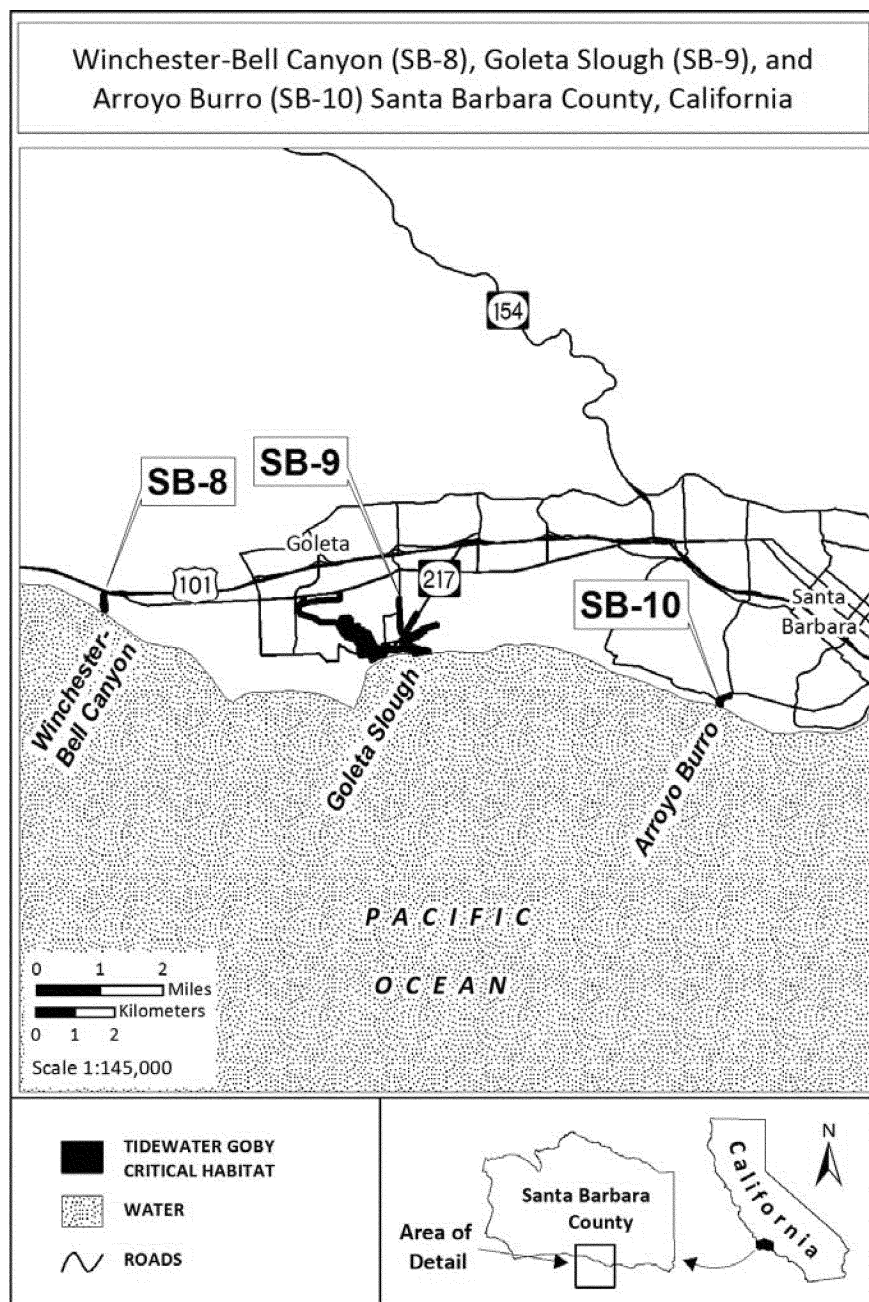 Winchester-Bell Canyon (SB-8), Goleta Slough (SB-9), and
Arroyo Burro (SB-10) Santa Barbara County, California
154
SB-9
SB-8
Goleta
101
217
SB-10
Santa
Barbara
Winchester-
Bell Canyon
Goleta Slough
Arroyo Burro
PACIFIC
OCEAN
0 1 2
Miles
Kilometers
0 1 2
Scale 1:145,000
TIDEWATER GOBY
CRITICAL HABITAT
WATER
ROADS
Santa Barbara
County
Area of
Detail
California
N